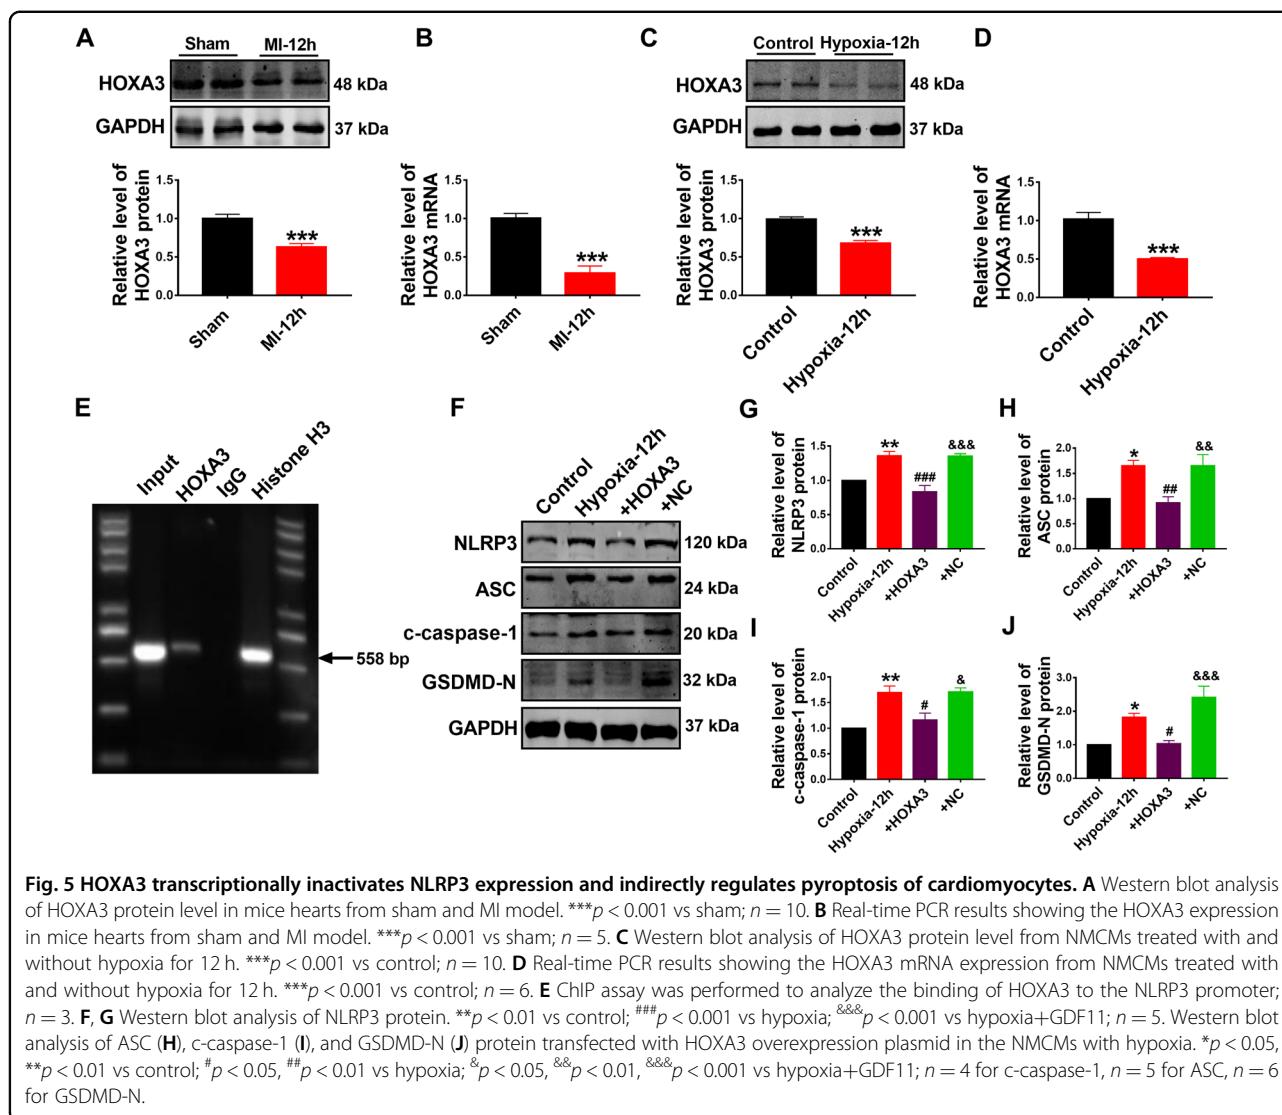 A
Sham MI-12h
HOXA3 48 kDa
GAPDH 37 kDa
Relative level of
HOXA3 protein
1.5
1.0
0.5
0.0
***
Sham
MI-12h
B
Relative level of
HOXA3 mRNA
1.5
1.0
0.5
0.0
***
Sham
MI-12h
C
Control Hypoxia-12h
HOXA3 48 kDa
GAPDH 37 kDa
Relative level of
HOXA3 protein
1.5
1.0
0.5
0.0
***
Control
Hypoxia-12h
D
Relative level of
HOXA3 mRNA
1.5
1.0
0.5
0.0
***
Control
Hypoxia-12h
E
Input
HOXA3
IgG
Histone H3
558 bp
F
Control
Hypoxia-12h
+HOXA3
+NC
NLRP3 120 kDa
ASC 24 kDa
c-caspase-1 20 kDa
GSDMD-N 32 kDa
GAPDH 37 kDa
G
Relative level of
NLRP3 protein
1.5
1.0
0.5
0.0
**
###
&&&
Control
Hypoxia-12h
+HOXA3
+NC
H
Relative level of
ASC protein
2.0
1.5
1.0
0.5
0.0
*
##
&&
Control
Hypoxia-12h
+HOXA3
+NC
I
Relative level of
c-caspase-1 protein
2.0
1.5
1.0
0.5
0.0
**
#
&
Control
Hypoxia-12h
+HOXA3
+NC
J
Relative level of
GSDMD-N protein
3.0
2.0
1.0
0.0
*
#
&&&
Control
Hypoxia-12h
+HOXA3
+NC
Fig. 5 HOXA3 transcriptionally inactivates NLRP3 expression and indirectly regulates pyroptosis of cardiomyocytes. A Western blot analysis
of HOXA3 protein level in mice hearts from sham and MI model. ***p < 0.001 vs sham; n = 10. B Real-time PCR results showing the HOXA3 expression
in mice hearts from sham and MI model. ***p < 0.001 vs sham; n = 5. C Western blot analysis of HOXA3 protein level from NMCMs treated with and
without hypoxia for 12 h. ***p < 0.001 vs control; n = 10. D Real-time PCR results showing the HOXA3 mRNA expression from NMCMs treated with
and without hypoxia for 12 h. ***p < 0.001 vs control; n = 6. E ChIP assay was performed to analyze the binding of HOXA3 to the NLRP3 promoter;
n = 3. F, G Western blot analysis of NLRP3 protein. **p < 0.01 vs control; ###p < 0.001 vs hypoxia; &&&p < 0.001 vs hypoxia+GDF11; n = 5. Western blot
analysis of ASC (H), c-caspase-1 (I), and GSDMD-N (J) protein transfected with HOXA3 overexpression plasmid in the NMCMs with hypoxia. *p < 0.05,
**p < 0.01 vs control; #p < 0.05, ##p < 0.01 vs hypoxia; &p < 0.05, &&p < 0.01, &&&p < 0.001 vs hypoxia+GDF11; n = 4 for c-caspase-1, n = 5 for ASC, n = 6
for GSDMD-N.